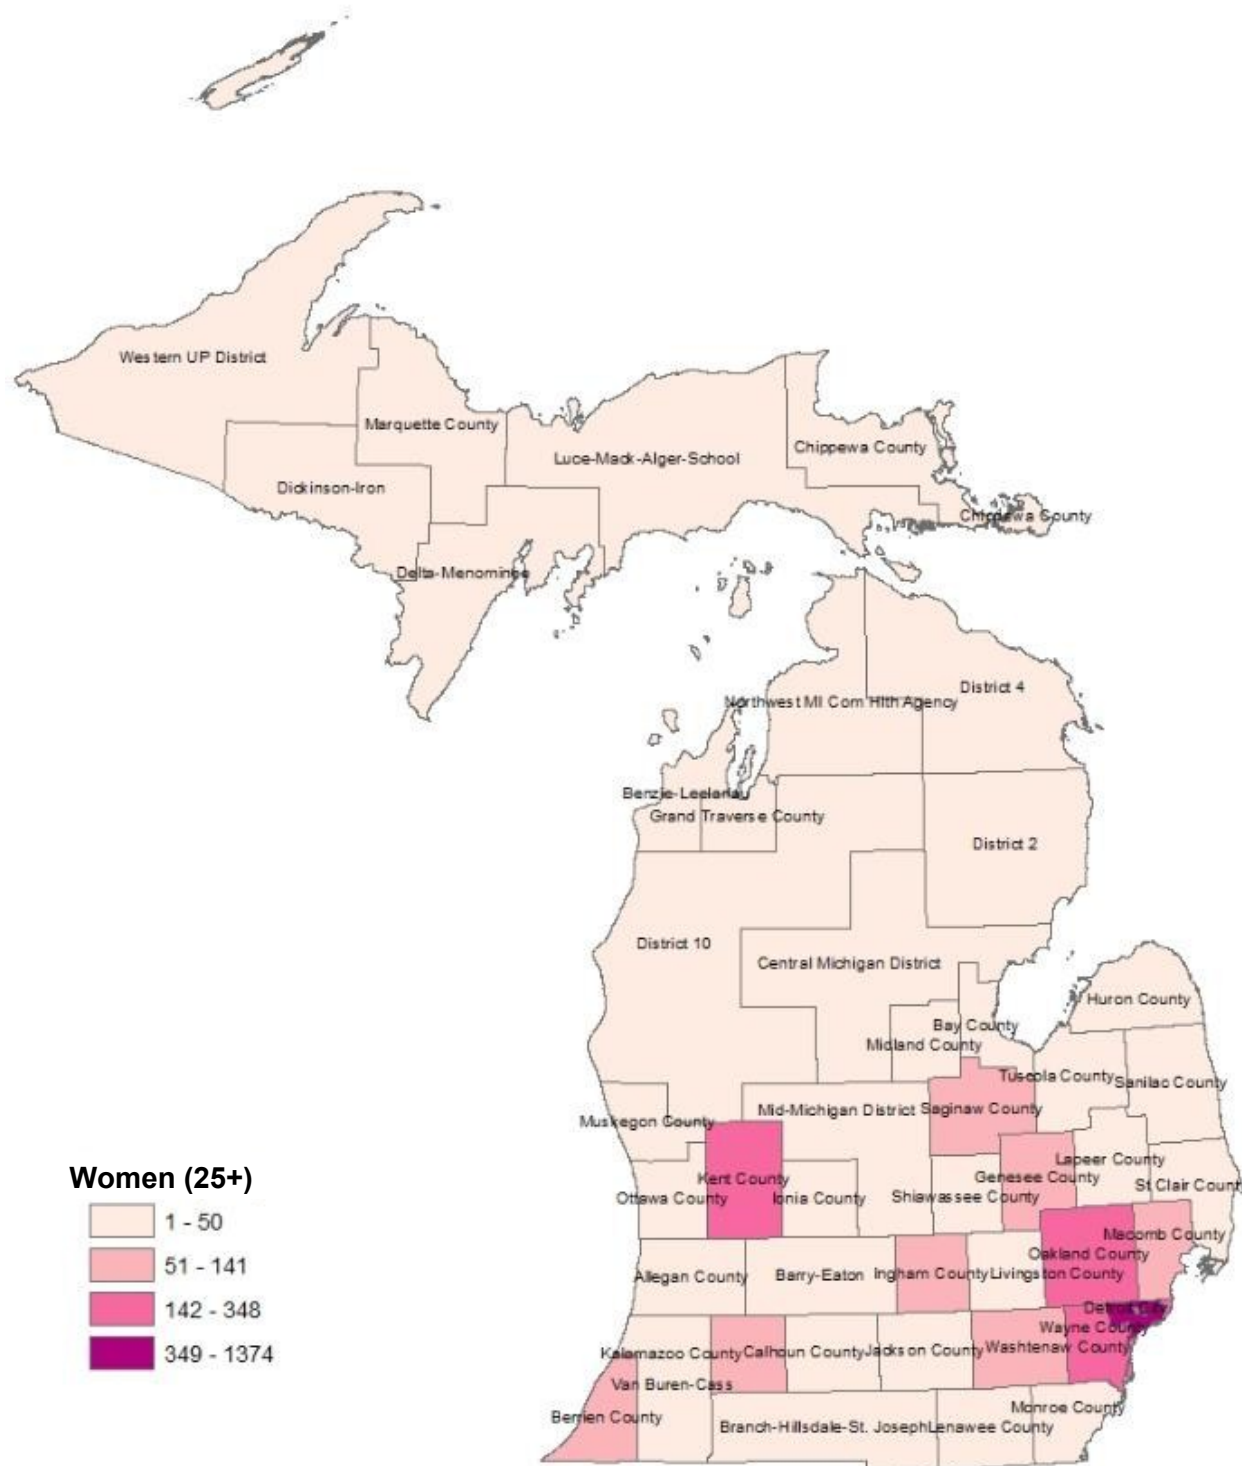 Western UP District
Marquette County
Luce-Mack-Alger-School
Chippewa County
Dickinson-Iron
Chippewa County
Delta-Menominee
District 4
Northwest MI Com Hlth Agency
Benzie-Leelanau
Grand Traverse County
District 2
District 10
Central Michigan District
Huron County
Bay County
Midland County
Tuscola County
Sanilac County
Mid-Michigan District
Saginaw County
Muskegon County
Lapeer County
Kent County
Genesee County
St Clair County
Ottawa County
Ionia County
Shiawassee County
Macomb County
Oakland County
Allegan County
Barry-Eaton
Ingham County
Livingston County
Detroit City
Wayne County
Kalamazoo County
Calhoun County
Jackson County
Washtenaw County
Van Buren-Cass
Berrien County
Branch-Hillsdale-St. Joseph
Lenawee County
Monroe County
Women (25+)
1 - 50
51 - 141
142 - 348
349 - 1374